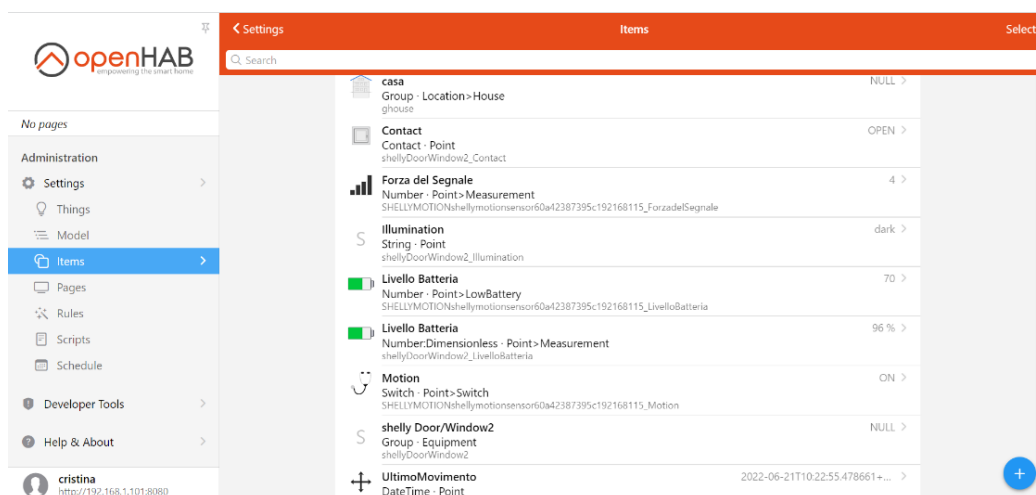 openHAB
empowering the smart home
No pages
Administration
Settings
Things
Model
Items
Pages
Rules
Scripts
Schedule
Developer Tools
Help & About
cristina
http://192.168.1.101:8080
Settings
Items
Select
Search
casa
NULL
Group · Location>House
ghouse
Contact
OPEN
Contact · Point
shellyDoorWindow2_Contact
Forza del Segnale
4
Number · Point>Measurement
SHELLYMOTIONshellymotionsensor60a42387395c192168115_ForzadelSegnale
S
Illumination
dark
String · Point
shellyDoorWindow2_Illumination
Livello Batteria
70
Number · Point>LowBattery
SHELLYMOTIONshellymotionsensor60a42387395c192168115_LivelloBatteria
Livello Batteria
96 %
Number:Dimensionless · Point>Measurement
shellyDoorWindow2_LivelloBatteria
Motion
ON
Switch · Point>Switch
SHELLYMOTIONshellymotionsensor60a42387395c192168115_Motion
S
shelly Door/Window2
NULL
Group · Equipment
shellyDoorWindow2
UltimoMovimento
2022-06-21T10:22:55.478661+...
DateTime · Point